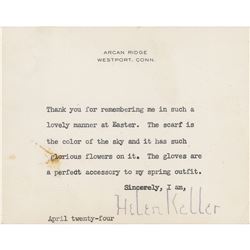 ARCAN RIDGE
WESTPORT, CONN.
Thank you for remembering me in such a
lovely manner at Easter. The scarf is
the color of the sky and it has such
glorious flowers on it. The gloves are
a perfect accessory to my spring outfit.
Sincerely, I am,
Helen Keller
April twenty-four